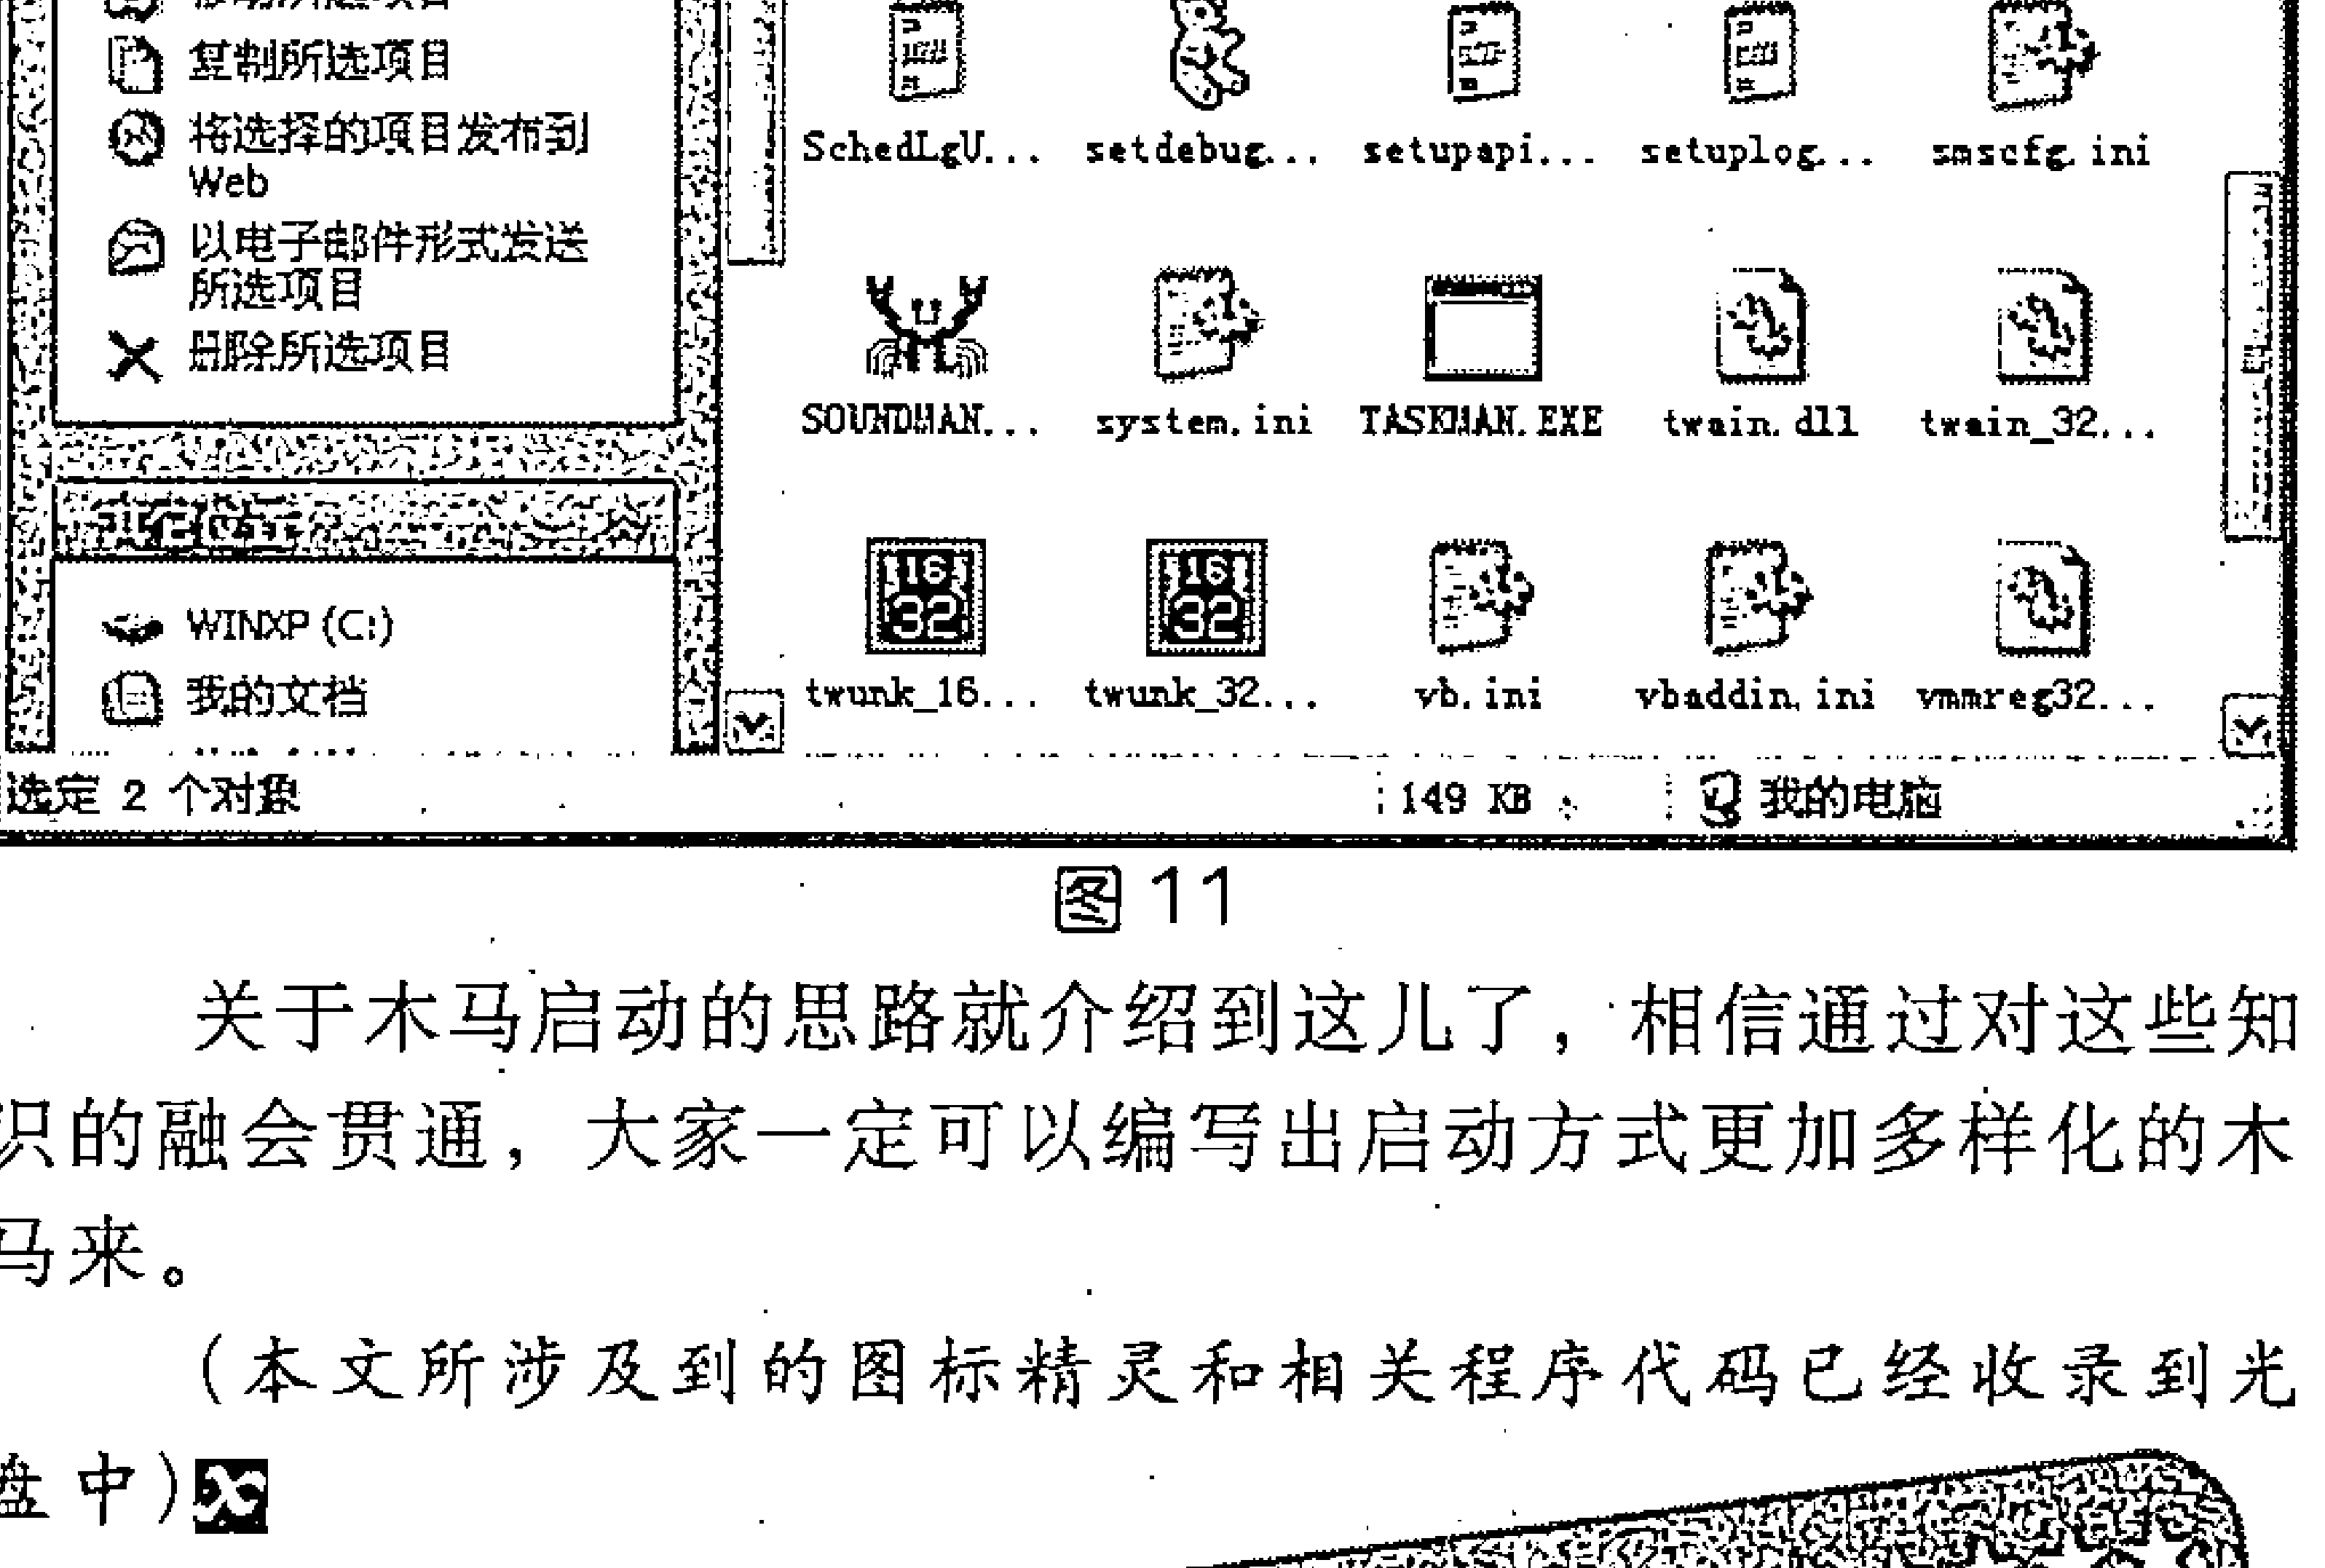 复制所选项目
将选择的项目发布到
Web
以电子邮件形式发送
所选项目
删除所选项目
其它位置
WINXP (C:)
我的文档
SchedLgU... setdebug... setupapi... setuplog... smscfg.ini
SOUNDMAN... system.ini TASKMAN.EXE twain.dll twain_32...
twunk_16... twunk_32... vb.ini vbaddin.ini vmmreg32...
选定 2 个对象 149 KB 我的电脑
图 11
关于木马启动的思路就介绍到这儿了，相信通过对这些知
识的融会贯通，大家一定可以编写出启动方式更加多样化的木
马来。
(本文所涉及到的图标精灵和相关程序代码已经收录到光
盘中)